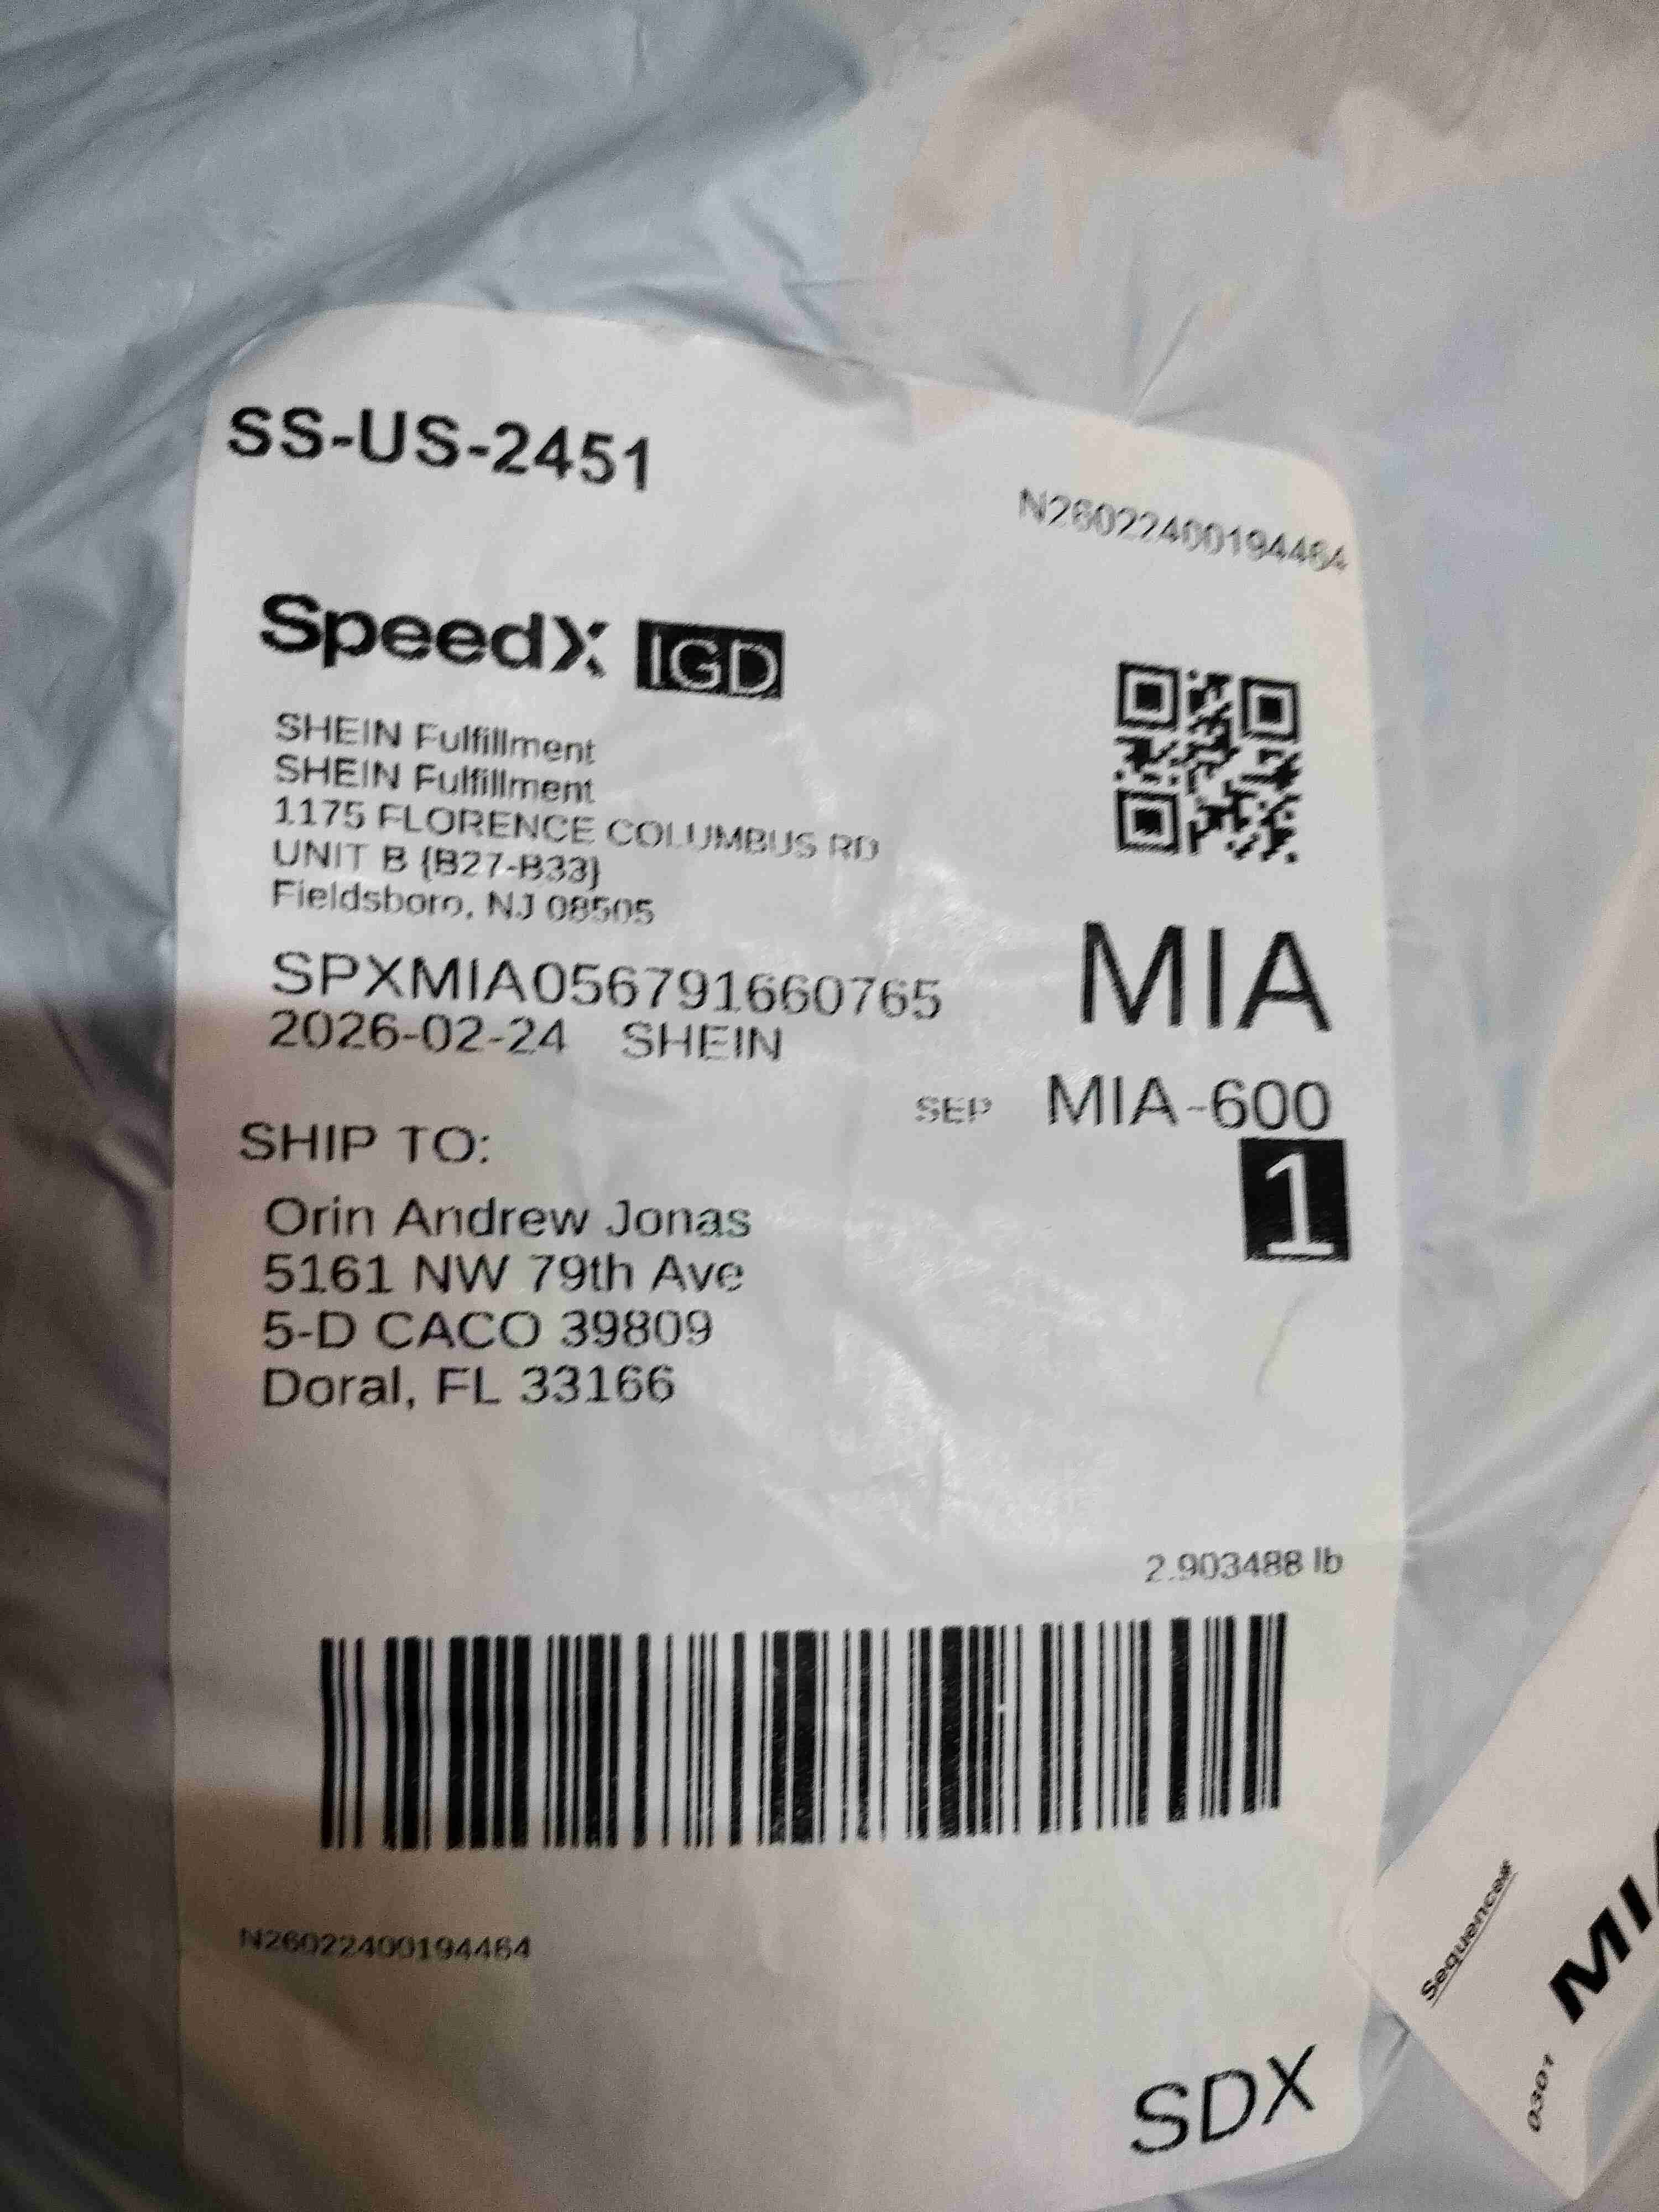 SS-US-2451
N26022400194464
SpeedX IGD
SHEIN Fulfillment
SHEIN Fulfillment
1175 FLORENCE COLUMBUS RD
UNIT B (B27-B33)
Fieldsboro, NJ 08505
SPXMIA056791660765
2026-02-24 SHEIN
MIA
SEP MIA-600
1
SHIP TO:
Orin Andrew Jonas
5161 NW 79th Ave
5-D CACO 39809
Doral, FL 33166
2.903488 lb
N26022400194464
SDX
Sequence#
0301